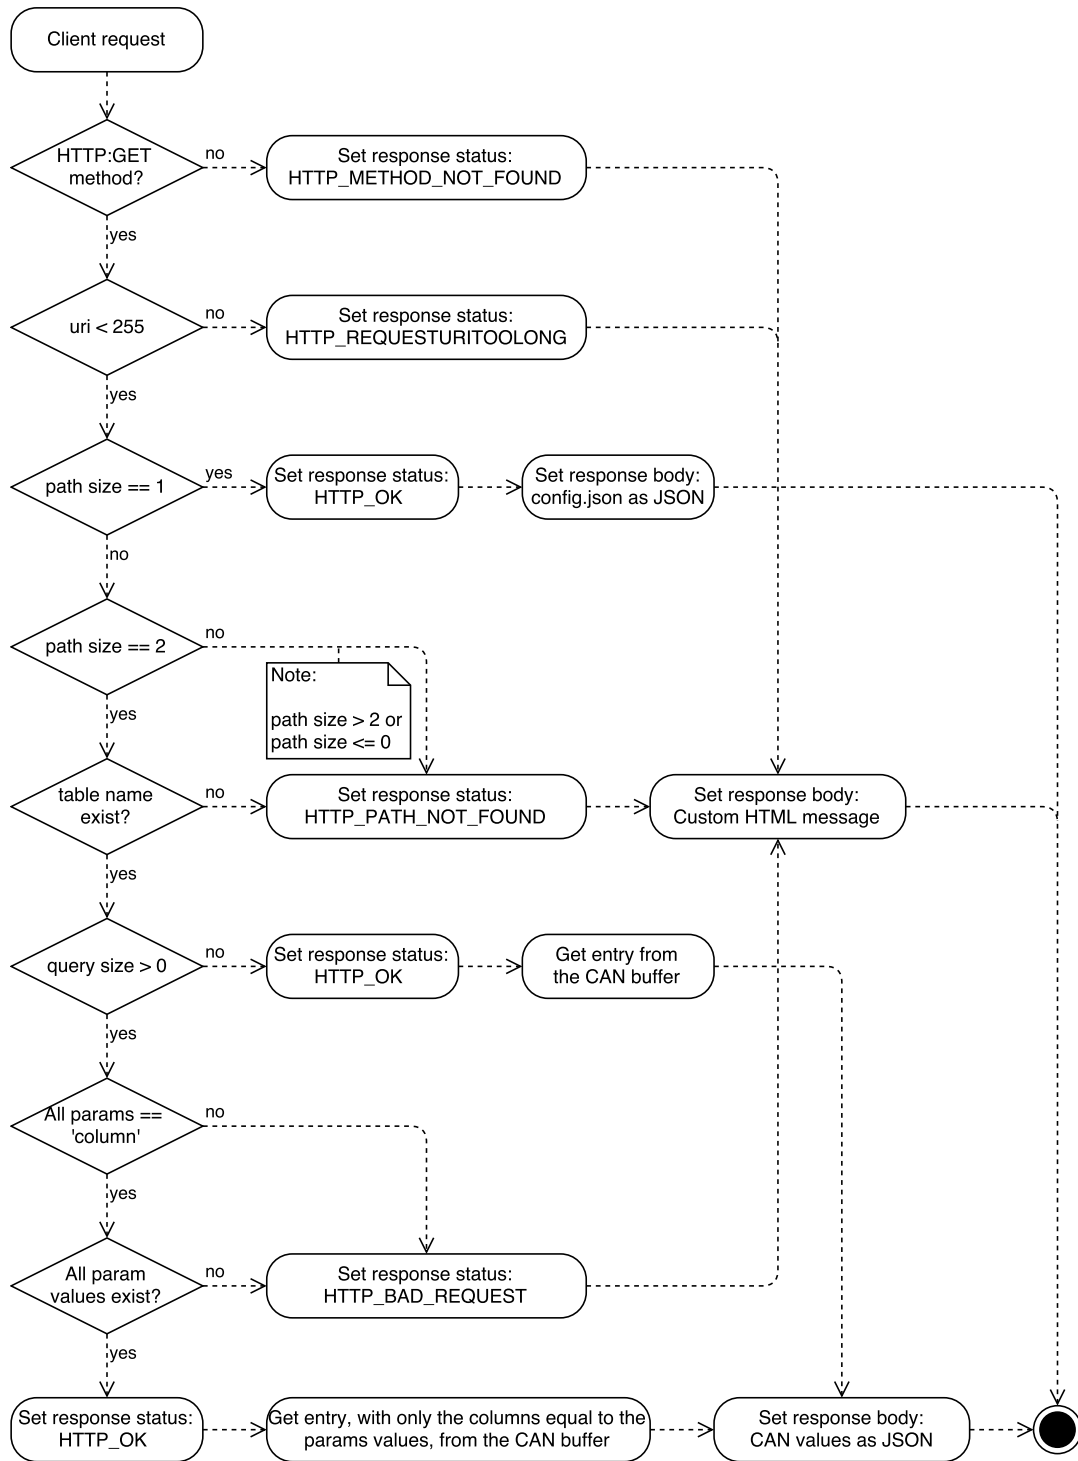 Client request
HTTP:GET
method?
no
Set response status:
HTTP_METHOD_NOT_FOUND
yes
uri < 255
no
Set response status:
HTTP_REQUESTURITOOLONG
yes
path size == 1
yes
Set response status:
HTTP_OK
Set response body:
config.json as JSON
no
path size == 2
no
Note:
path size > 2 or
path size <= 0
yes
table name
exist?
no
Set response status:
HTTP_PATH_NOT_FOUND
Set response body:
Custom HTML message
yes
query size > 0
no
Set response status:
HTTP_OK
Get entry from
the CAN buffer
yes
All params ==
'column'
no
yes
All param
values exist?
no
Set response status:
HTTP_BAD_REQUEST
yes
Set response status:
HTTP_OK
Get entry, with only the columns equal to the
params values, from the CAN buffer
Set response body:
CAN values as JSON